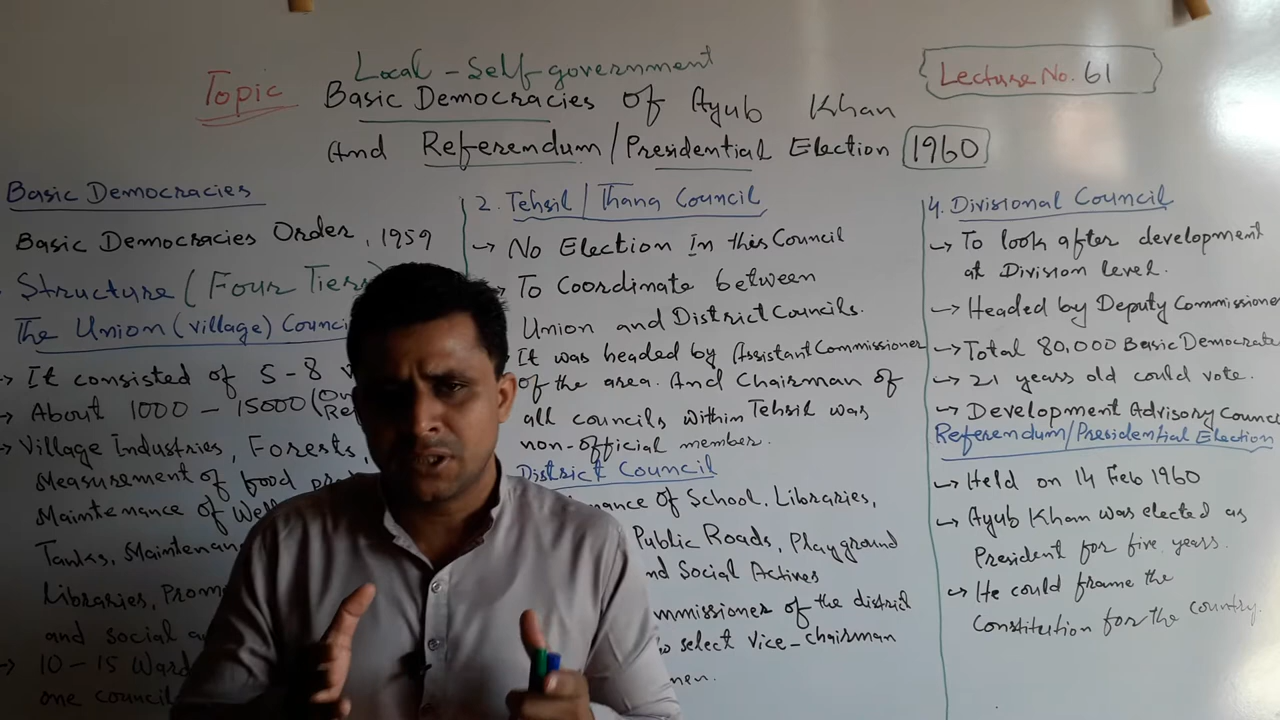 Local-Self-government
Topic Basic Democracies of Ayub Khan
And Referendum/Presidential Election 1960
Lecture No. 61
Basic Democracies
Basic Democracies Order, 1959
Structure (Four Tiers)
The Union (village) Counci
→ It consisted of 5-8
→ About 1000 - 15000
→ Village Industries, Forests,
Measurement of food
Maintenance of
Tanks,
Libraries,
and social
→ 10-15 Ward
one council
2. Tehsil / Thana Council
→ No Election In this Council
To Coordinate between
Union and District Councils.
It was headed by Assistant Commissioner
of the area. And Chairman of
all councils within Tehsil was
non-official member.
District Council
of School, Libraries,
Public Roads, Playground
Social Actives
of the district
select vice-chairman
4. Divisional Council
→ To look after development
at Division level.
→ Headed by Deputy Commissioner
→ Total 80,000 Basic Democrats
→ 21 years old could vote.
→ Development Advisory Counc
Referendum/Presidential Election
→ Held on 14 Feb 1960
→ Ayub Khan was elected as
President for five years.
→ He could frame the
Constitution for the country.